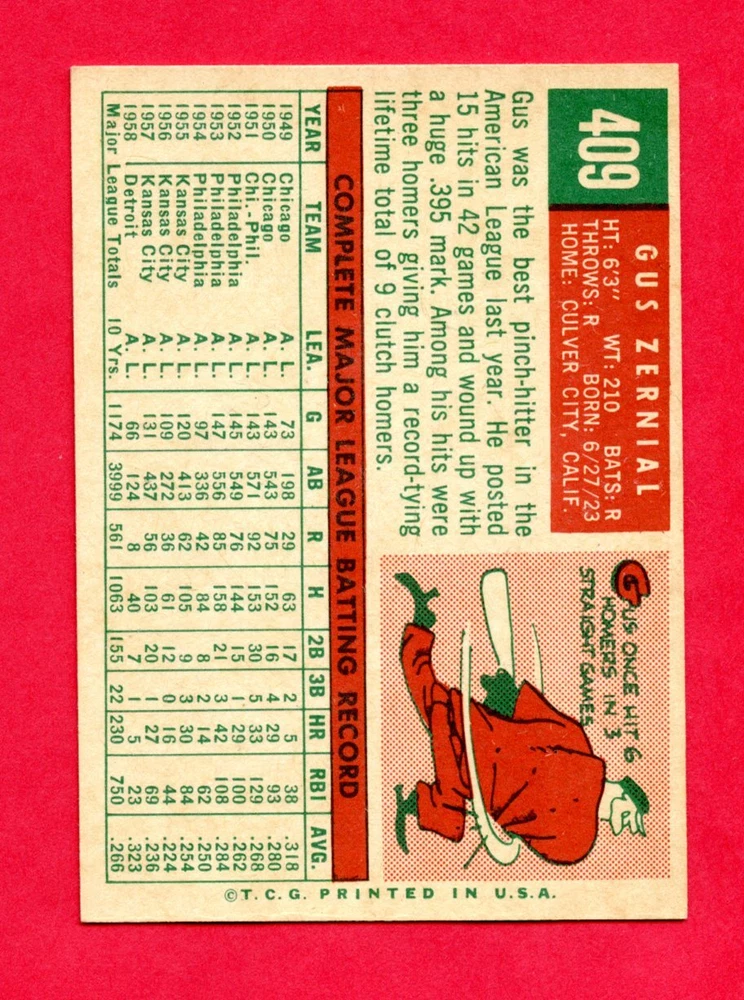 409
GUS ZERNIAL
HT: 6'3" WT: 210 BATS: R
THROWS: R BORN: 6/27/23
HOME: CULVER CITY, CALIF.
Gus was the best pinch-hitter in the
American League last year. He posted
15 hits in 42 games and wound up with
a huge .395 mark. Among his hits were
three homers giving him a record-tying
lifetime total of 9 clutch homers.
GUS ONCE HIT 6
HOMERS IN 3
STRAIGHT GAMES
COMPLETE MAJOR LEAGUE BATTING RECORD
YEAR TEAM LEA. G AB R H 2B 3B HR RBI AVG.
1949 Chicago A. L. 73 198 29 63 17 2 5 38 .318
1950 Chicago A. L. 143 543 75 152 16 4 29 93 .280
1951 Chi.-Phil. A. L. 143 571 92 153 30 5 33 129 .268
1952 Philadelphia A. L. 145 549 76 144 15 1 29 100 .262
1953 Philadelphia A. L. 147 556 85 158 21 3 42 108 .284
1954 Philadelphia A. L. 97 336 42 84 8 2 14 62 .250
1955 Kansas City A. L. 120 413 62 105 9 3 30 84 .254
1956 Kansas City A. L. 109 272 36 61 12 0 16 44 .224
1957 Kansas City A. L. 131 437 56 103 20 1 27 69 .236
1958 Detroit A. L. 66 124 8 40 7 1 5 23 .323
Major League Totals 10 Yrs. 1174 3999 561 1063 155 22 230 750 .266
© T. C. G. PRINTED IN U.S.A.